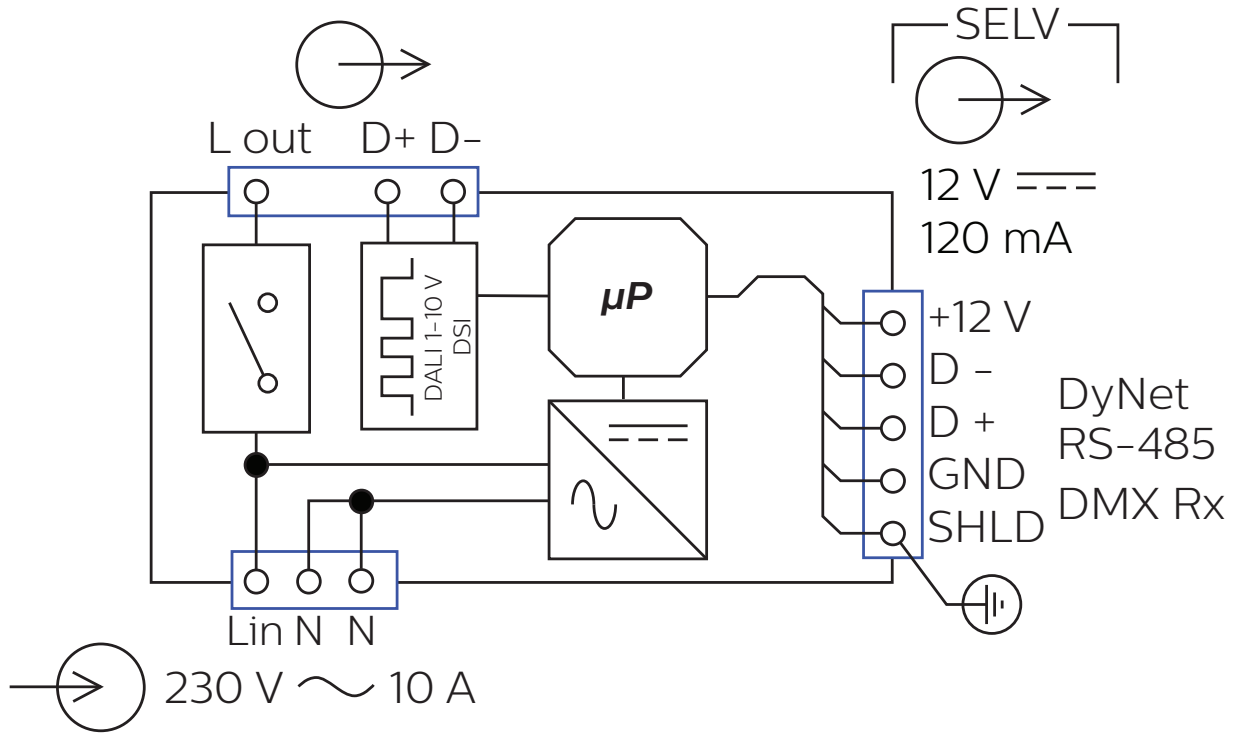 SELV
L out D+ D-
12 V
120 mA
DALI 1-10 V
DSI
µP
+12 V
D -
D +
GND
SHLD
DyNet
RS-485
DMX Rx
Lin N N
230 V 10 A